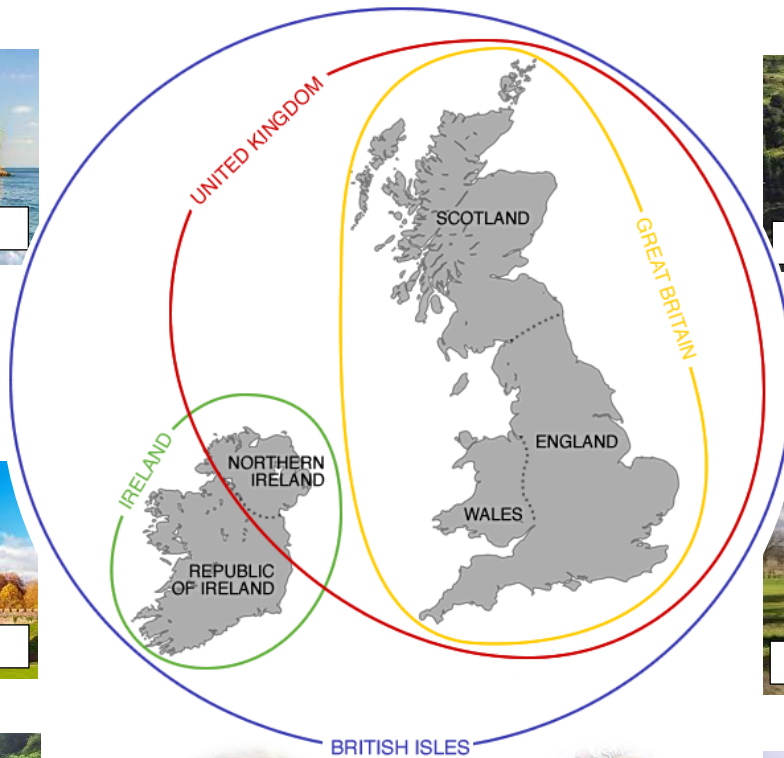 UNITED KINGDOM
SCOTLAND
GREAT BRITAIN
IRELAND
NORTHERN
IRELAND
ENGLAND
WALES
REPUBLIC
OF IRELAND
BRITISH ISLES